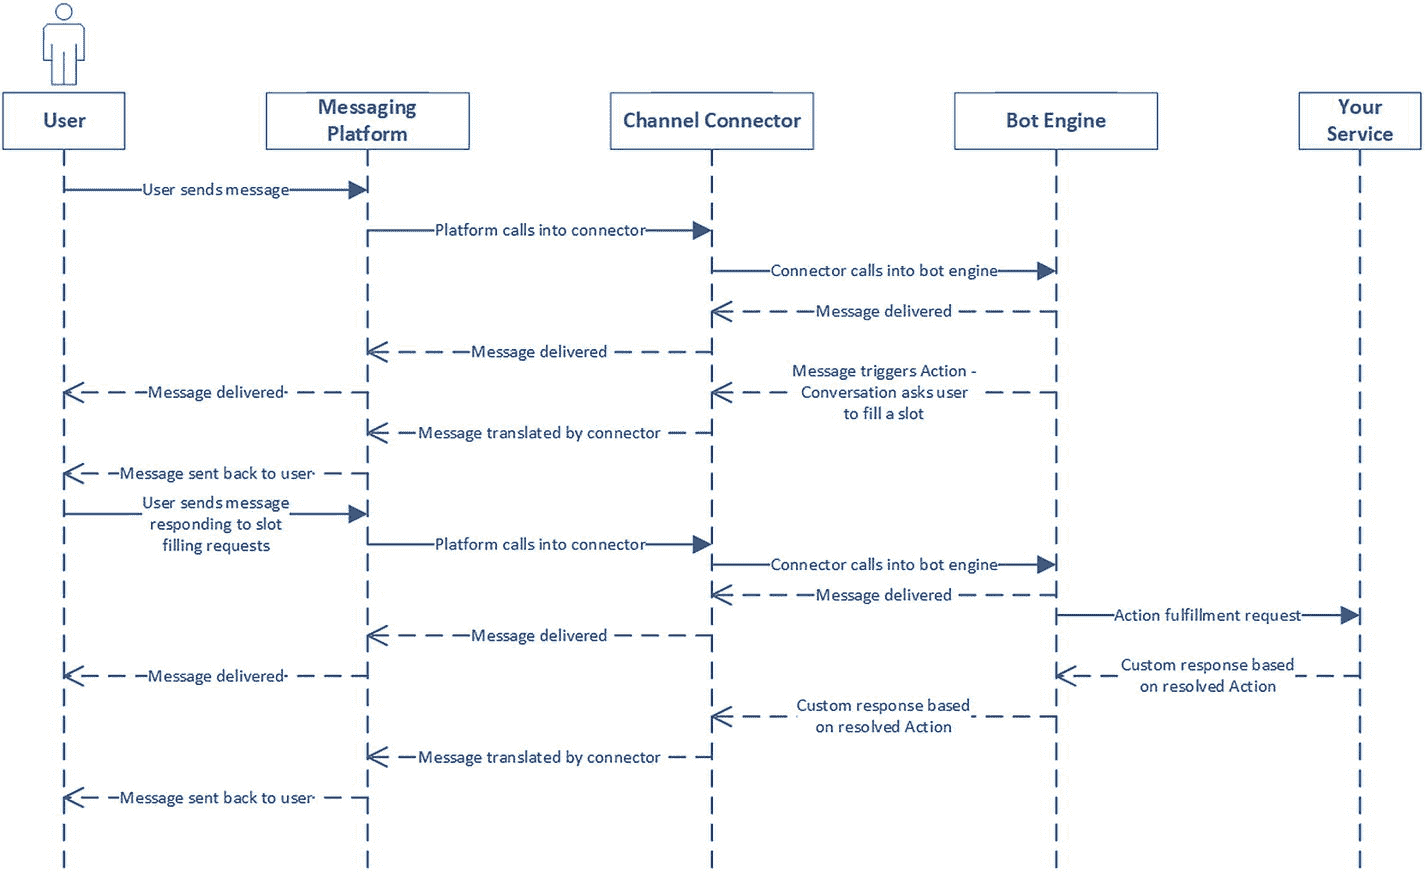 User
Messaging
Platform
Channel Connector
Bot Engine
Your
Service
User sends message
Platform calls into connector
Connector calls into bot engine
Message delivered
Message delivered
Message delivered
Message triggers Action -
Conversation asks user
to fill a slot
Message translated by connector
Message sent back to user
User sends message
responding to slot
filling requests
Platform calls into connector
Connector calls into bot engine
Message delivered
Action fulfillment request
Message delivered
Message delivered
Custom response based
on resolved Action
Custom response based
on resolved Action
Message translated by connector
Message sent back to user